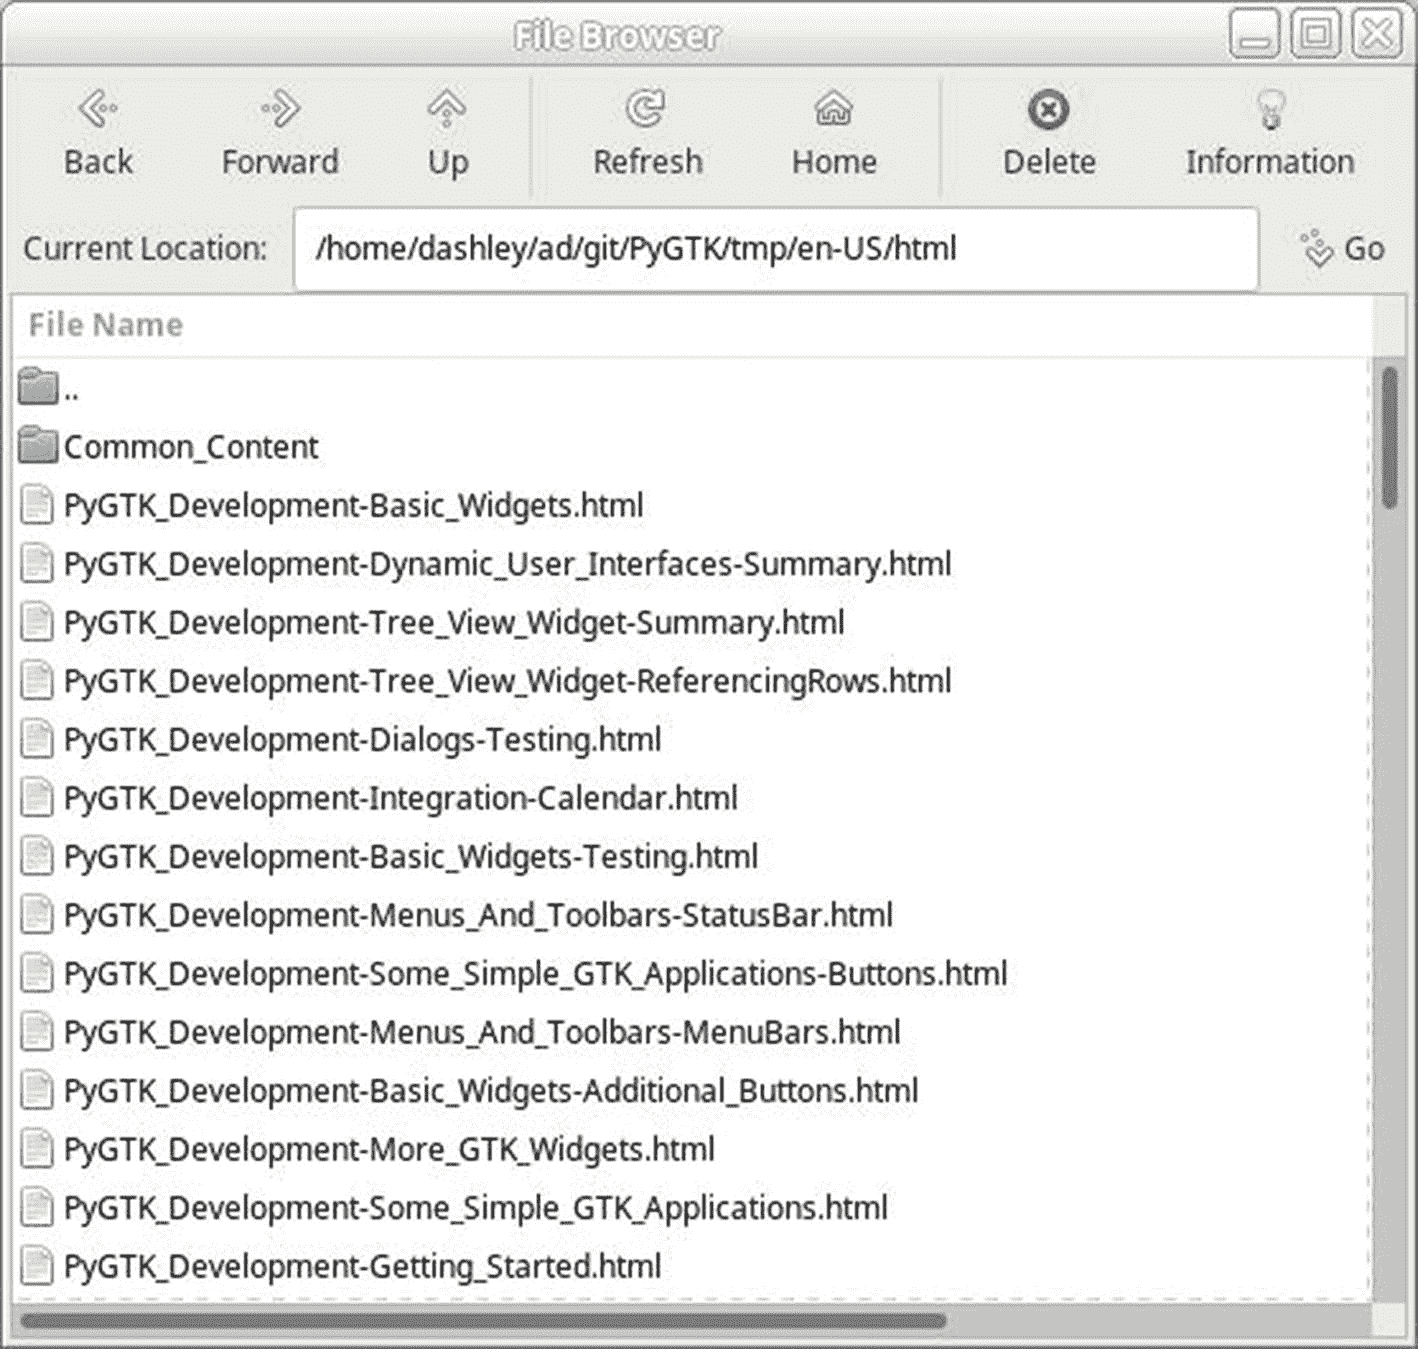 File Browser
Back Forward Up Refresh Home Delete Information
Current Location: /home/dashley/ad/git/PyGTK/tmp/en-US/html Go
File Name
..
Common_Content
PyGTK_Development-Basic_Widgets.html
PyGTK_Development-Dynamic_User_Interfaces-Summary.html
PyGTK_Development-Tree_View_Widget-Summary.html
PyGTK_Development-Tree_View_Widget-ReferencingRows.html
PyGTK_Development-Dialogs-Testing.html
PyGTK_Development-Integration-Calendar.html
PyGTK_Development-Basic_Widgets-Testing.html
PyGTK_Development-Menus_And_Toolbars-StatusBar.html
PyGTK_Development-Some_Simple_GTK_Applications-Buttons.html
PyGTK_Development-Menus_And_Toolbars-MenuBars.html
PyGTK_Development-Basic_Widgets-Additional_Buttons.html
PyGTK_Development-More_GTK_Widgets.html
PyGTK_Development-Some_Simple_GTK_Applications.html
PyGTK_Development-Getting_Started.html